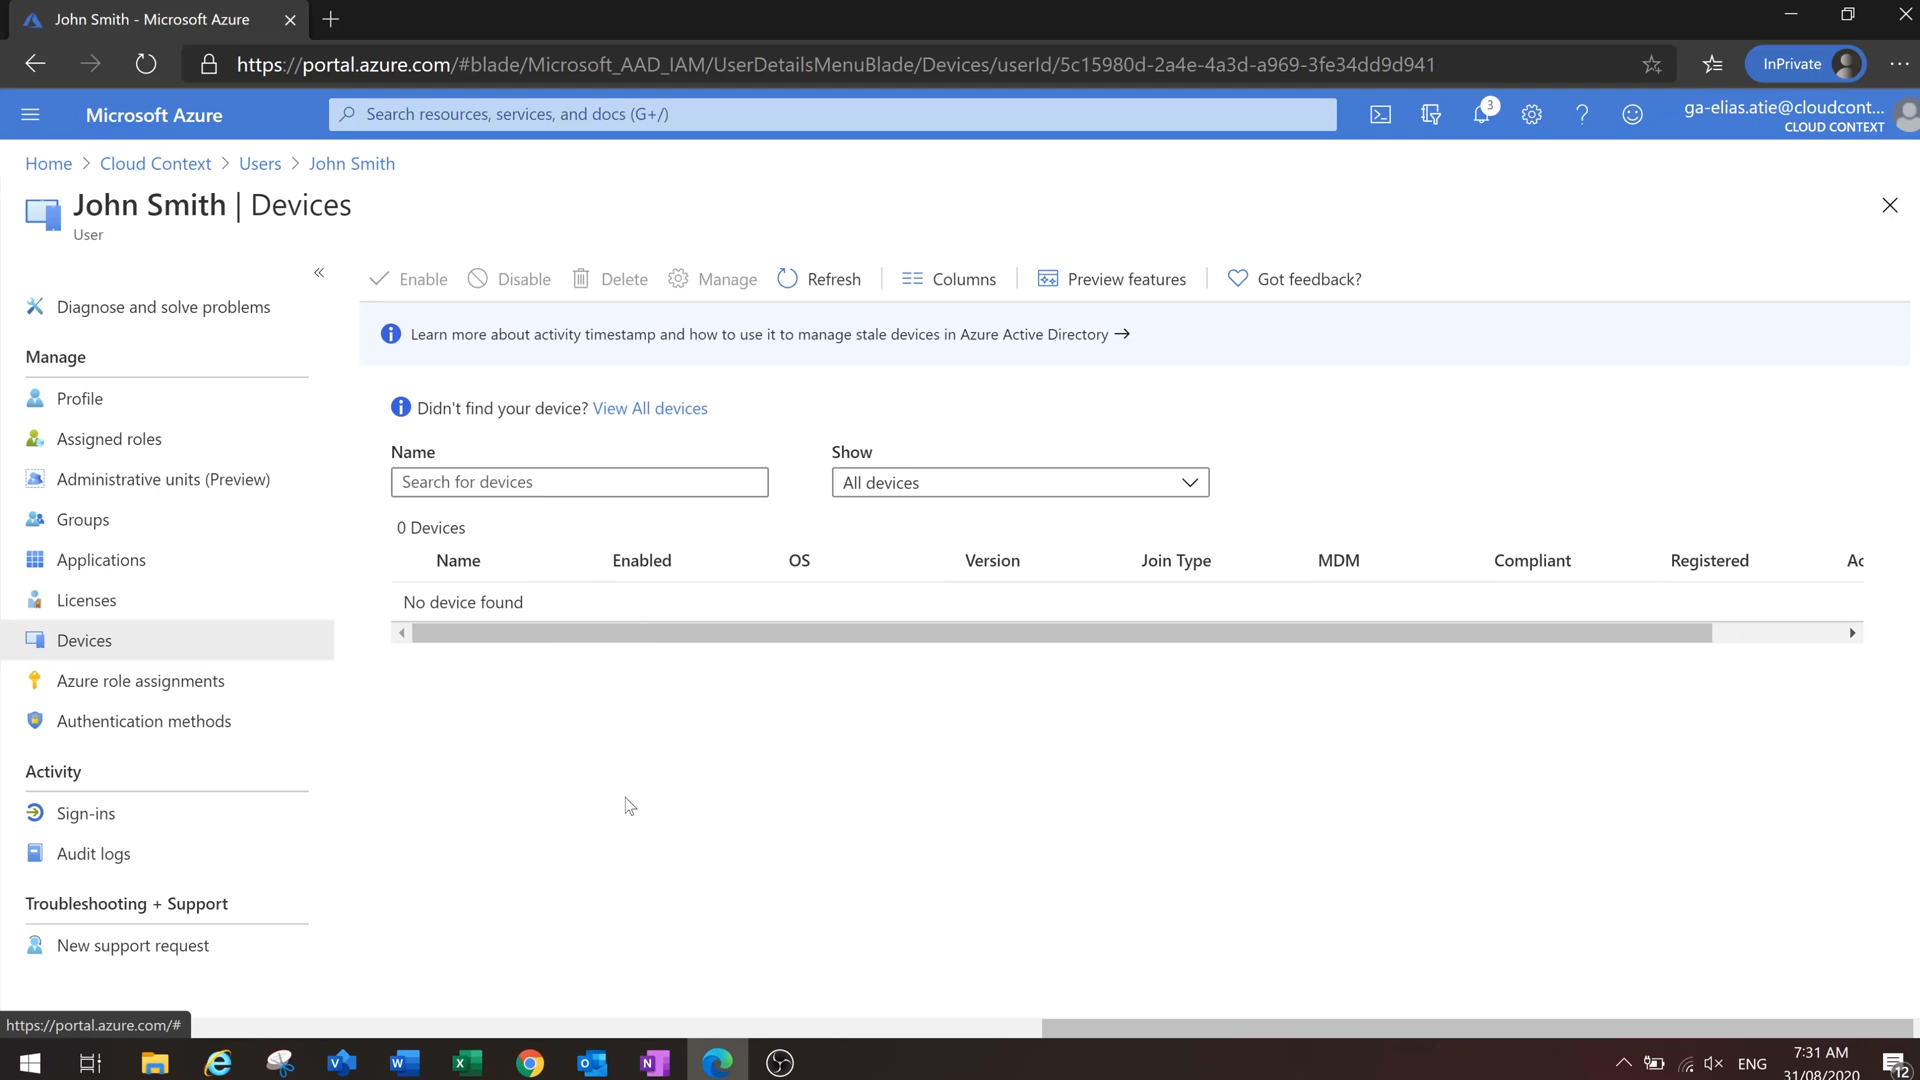 John Smith - Microsoft Azure
https://portal.azure.com/#blade/Microsoft_AAD_IAM/UserDetailsMenuBlade/Devices/userId/5c15980d-2a4e-4a3d-a969-3fe34dd9d941
InPrivate
Microsoft Azure
Search resources, services, and docs (G+/)
3
ga-elias.atie@cloudcont...
CLOUD CONTEXT
Home > Cloud Context > Users > John Smith
John Smith | Devices
User
Enable Disable Delete Manage Refresh Columns Preview features Got feedback?
Diagnose and solve problems
Learn more about activity timestamp and how to use it to manage stale devices in Azure Active Directory →
Manage
Profile
Assigned roles
Administrative units (Preview)
Groups
Applications
Licenses
Devices
Azure role assignments
Authentication methods
Activity
Sign-ins
Audit logs
Troubleshooting + Support
New support request
Didn't find your device? View All devices
Name
Search for devices
Show
All devices
0 Devices
Name Enabled OS Version Join Type MDM Compliant Registered Ac
No device found
https://portal.azure.com/#
ENG
7:31 AM
31/08/2020
12